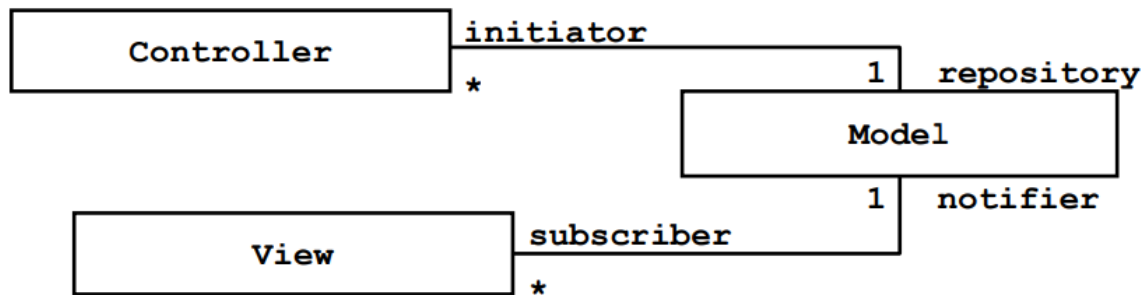 initiator
Controller
*
1 repository
Model
1 notifier
subscriber
View
*